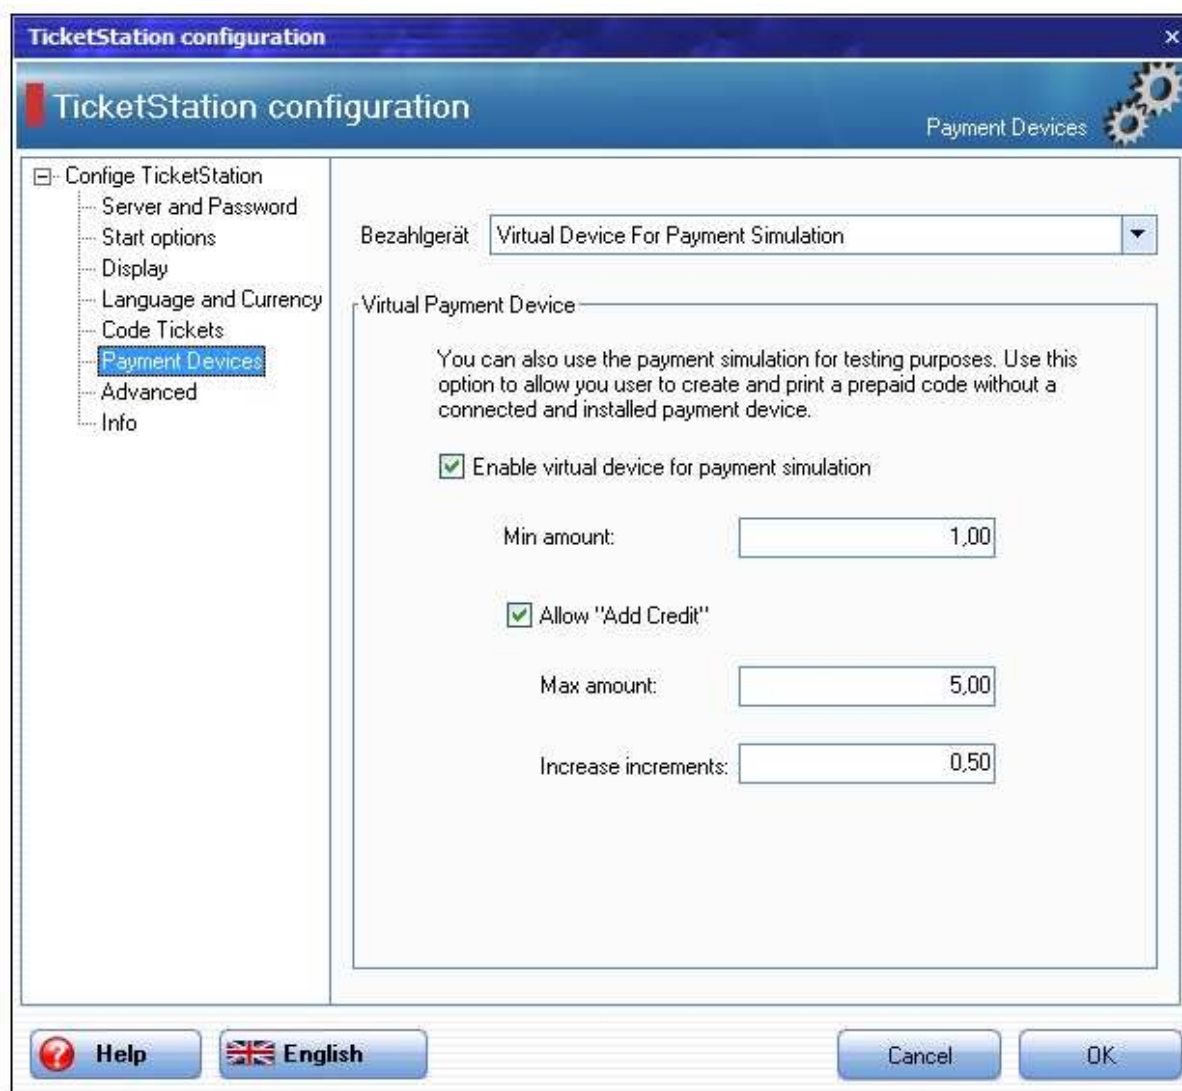 TicketStation configuration
TicketStation configuration
Payment Devices
Confige TicketStation
Server and Password
Start options
Display
Language and Currency
Code Tickets
Payment Devices
Advanced
Info
Bezahlgerät
Virtual Device For Payment Simulation
Virtual Payment Device
You can also use the payment simulation for testing purposes. Use this
option to allow you user to create and print a prepaid code without a
connected and installed payment device.
Enable virtual device for payment simulation
Min amount: 1,00
Allow "Add Credit"
Max amount: 5,00
Increase increments: 0,50
Help English Cancel OK